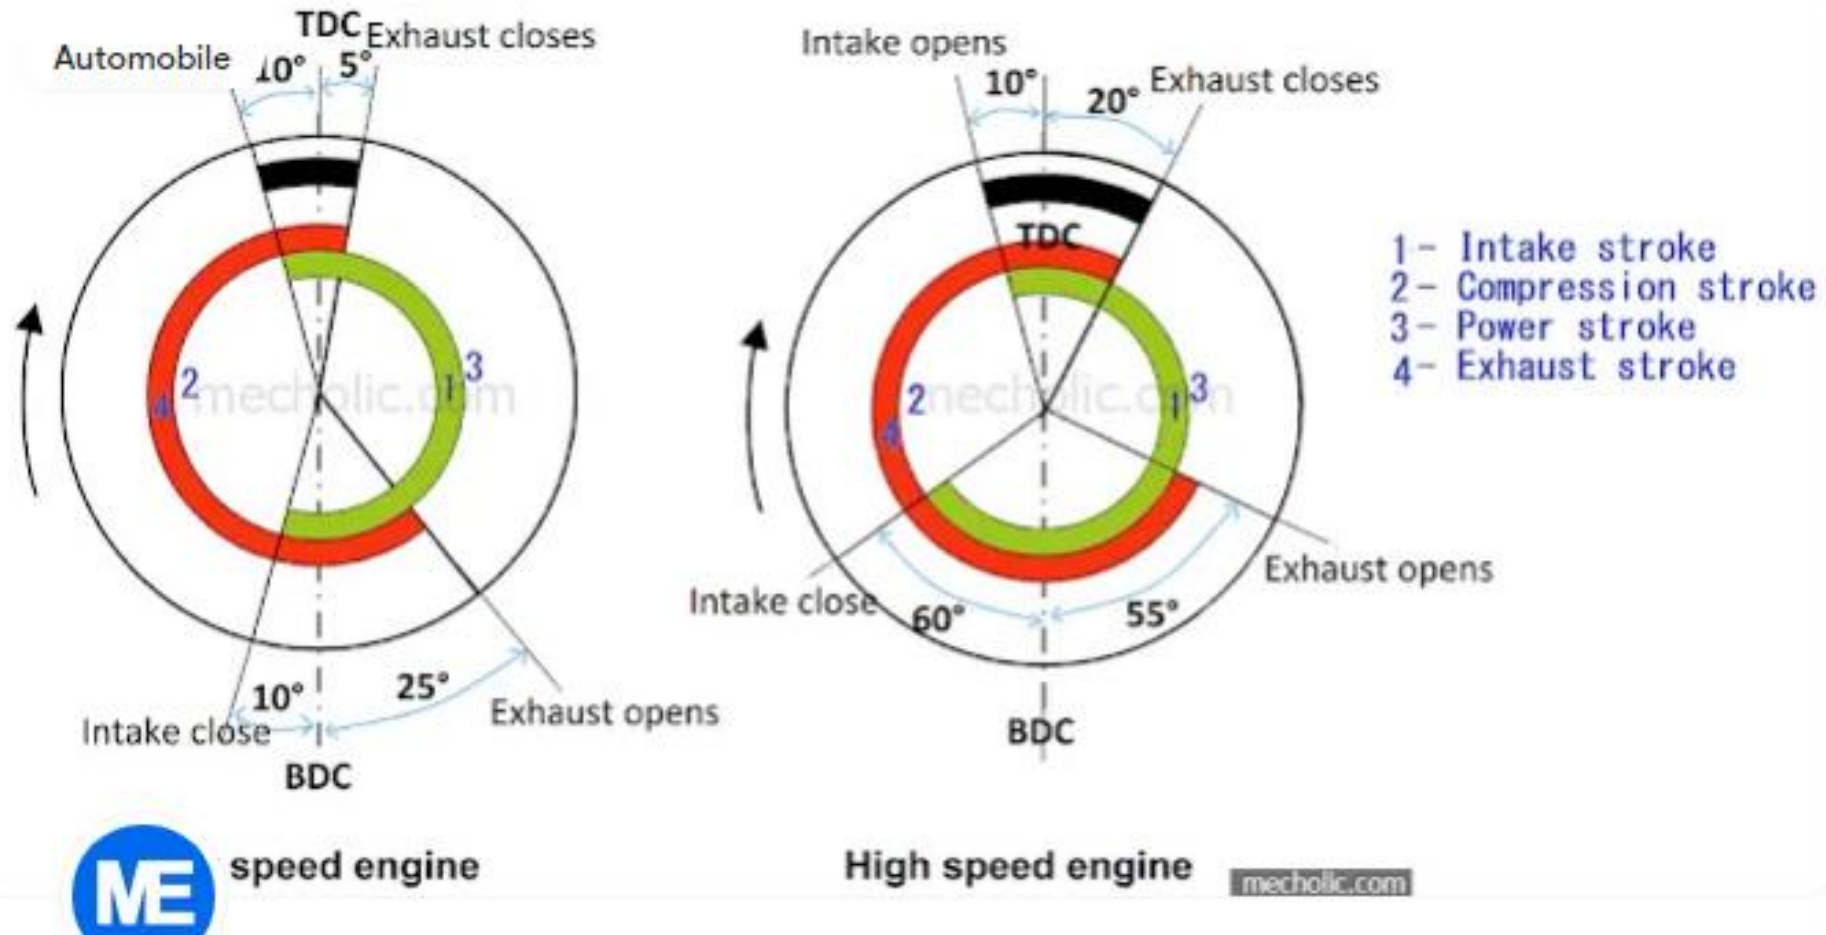 TDC
Exhaust closes
Automobile
10°
5°
4
2
1
3
mecholic.com
10°
25°
Intake close
Exhaust opens
BDC
ME
speed engine
Intake opens
Exhaust closes
10°
20°
TDC
4
2
1
3
mecholic.com
Intake close
Exhaust opens
60°
55°
BDC
High speed engine
mecholic.com
1- Intake stroke
2- Compression stroke
3- Power stroke
4- Exhaust stroke